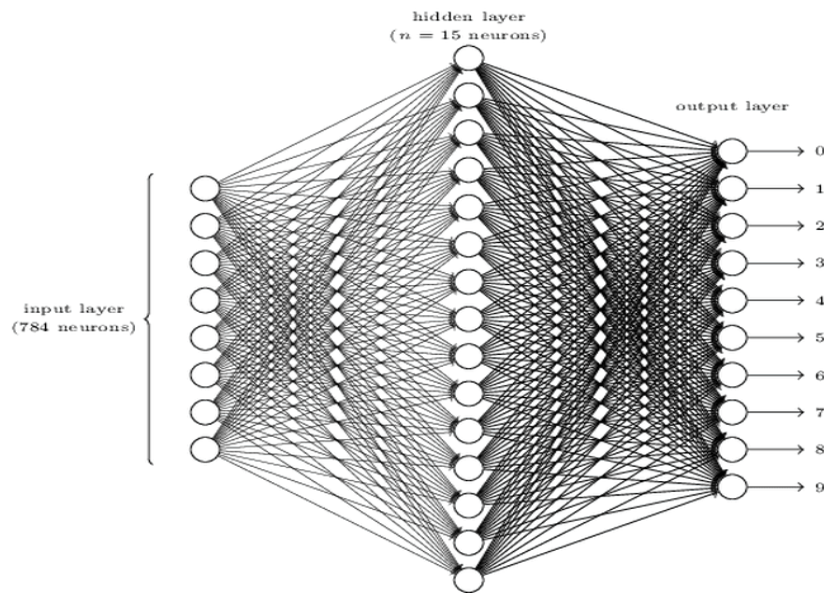 hidden layer
(n = 15 neurons)
output layer
0
1
2
3
input layer
(784 neurons)
4
5
6
7
8
9